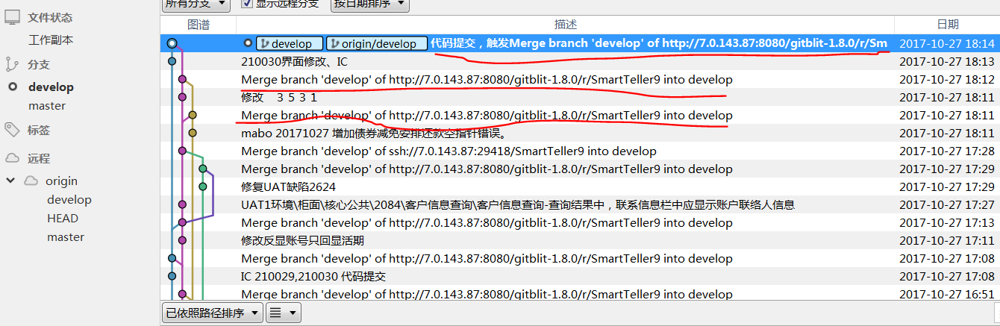 所有分支 显示远程分支 按日期排序
文件状态
工作副本
分支
develop
master
标签
远程
origin
develop
HEAD
master
图谱 描述 日期
develop origin/develop 代码提交，触发Merge branch 'develop' of http://7.0.143.87:8080/gitblit-1.8.0/r/Sm 2017-10-27 18:14
210030界面修改、IC 2017-10-27 18:13
Merge branch 'develop' of http://7.0.143.87:8080/gitblit-1.8.0/r/SmartTeller9 into develop 2017-10-27 18:12
修改　３５３１ 2017-10-27 18:11
Merge branch 'develop' of http://7.0.143.87:8080/gitblit-1.8.0/r/SmartTeller9 into develop 2017-10-27 18:11
mabo 20171027 增加债券减免安排还款空指针错误。 2017-10-27 18:11
Merge branch 'develop' of ssh://7.0.143.87:29418/SmartTeller9 into develop 2017-10-27 17:28
Merge branch 'develop' of http://7.0.143.87:8080/gitblit-1.8.0/r/SmartTeller9 into develop 2017-10-27 17:29
修复UAT缺陷2624 2017-10-27 17:29
UAT1环境\柜面\核心公共\2084\客户信息查询\客户信息查询-查询结果中，联系信息栏中应显示账户联络人信息 2017-10-27 17:27
Merge branch 'develop' of http://7.0.143.87:8080/gitblit-1.8.0/r/SmartTeller9 into develop 2017-10-27 17:13
修改反显账号只回显活期 2017-10-27 17:11
Merge branch 'develop' of http://7.0.143.87:8080/gitblit-1.8.0/r/SmartTeller9 into develop 2017-10-27 17:08
IC 210029,210030 代码提交 2017-10-27 17:08
Merge branch 'develop' of http://7.0.143.87:8080/gitblit-1.8.0/r/SmartTeller9 into develop 2017-10-27 16:51
已依照路径排序